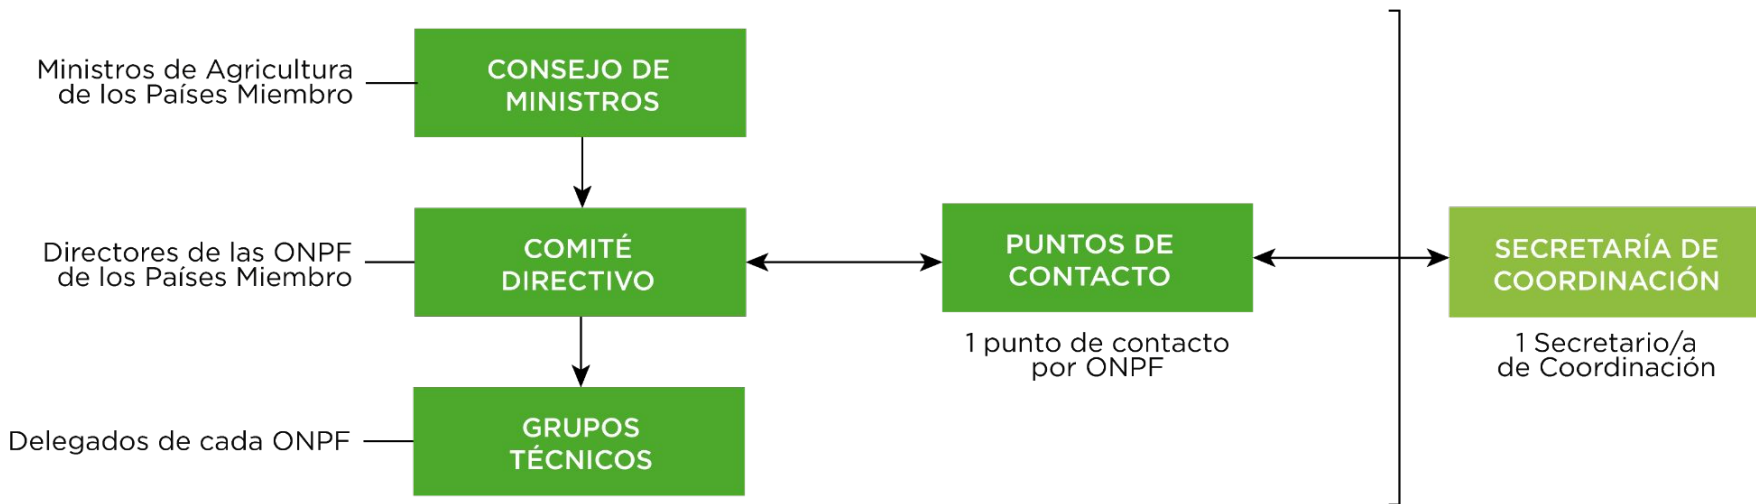 Ministros de Agricultura
de los Países Miembro
CONSEJO DE
MINISTROS
Directores de las ONPF
de los Países Miembro
COMITÉ
DIRECTIVO
PUNTOS DE
CONTACTO
1 punto de contacto
por ONPF
SECRETARÍA DE
COORDINACIÓN
1 Secretario/a
de Coordinación
Delegados de cada ONPF
GRUPOS
TÉCNICOS